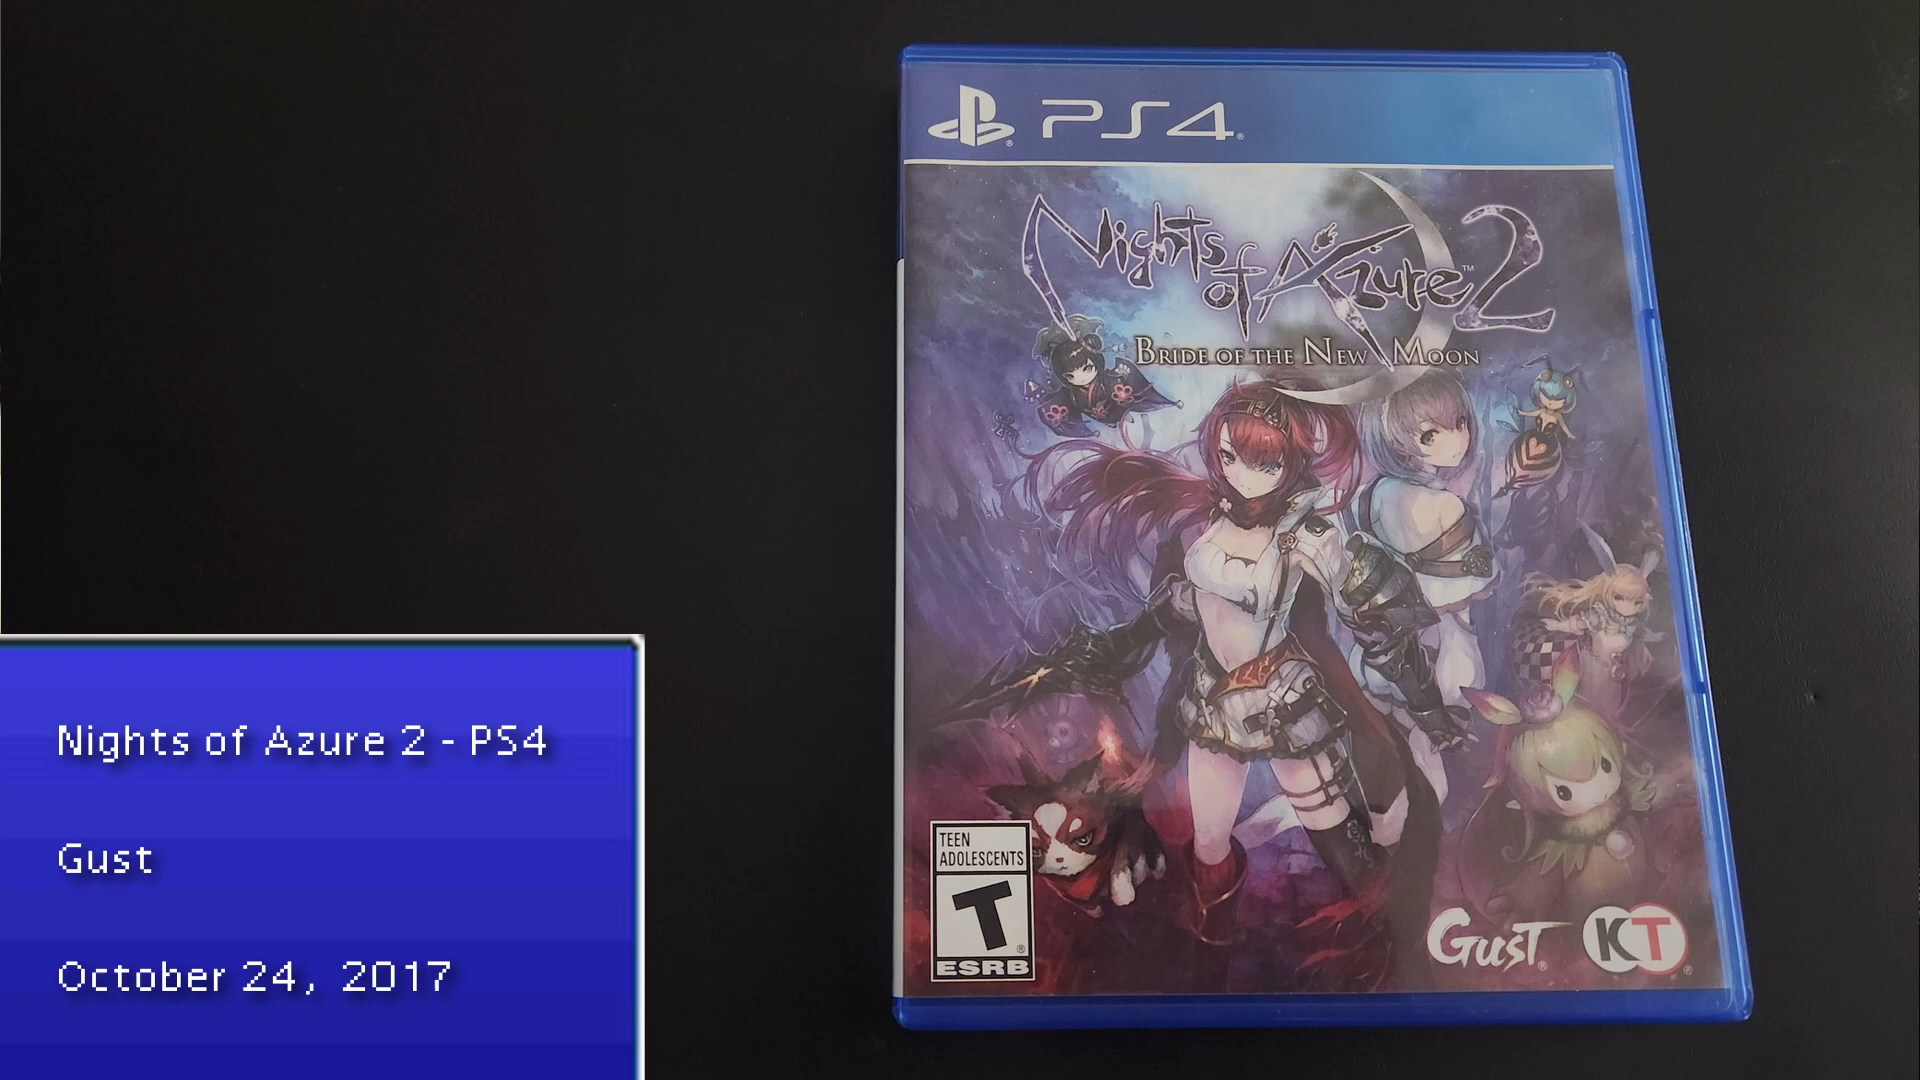 PS4
Nights of Azure 2
BRIDE OF THE NEW MOON
TEEN
ADOLESCENTS
T
ESRB
GUST
KT
Nights of Azure 2 - PS4
Gust
October 24, 2017